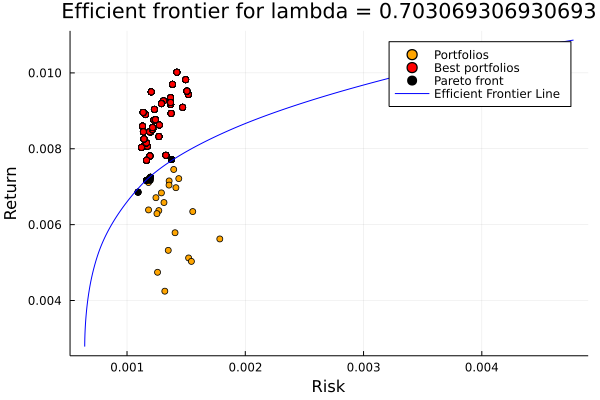 Efficient frontier for lambda = 0.703069306930693
Portfolios
Best portfolios
Pareto front
Efficient Frontier Line
Return
0.010
0.008
0.006
0.004
0.001
0.002
0.003
0.004
Risk